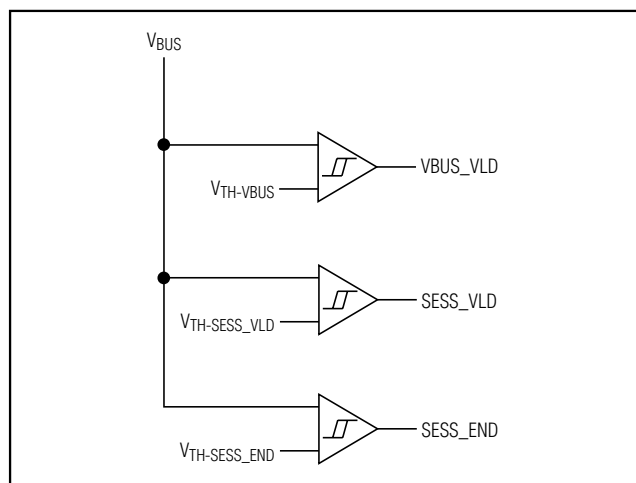 VBUS
VTH-VBUS
VBUS_VLD
VTH-SESS_VLD
SESS_VLD
VTH-SESS_END
SESS_END